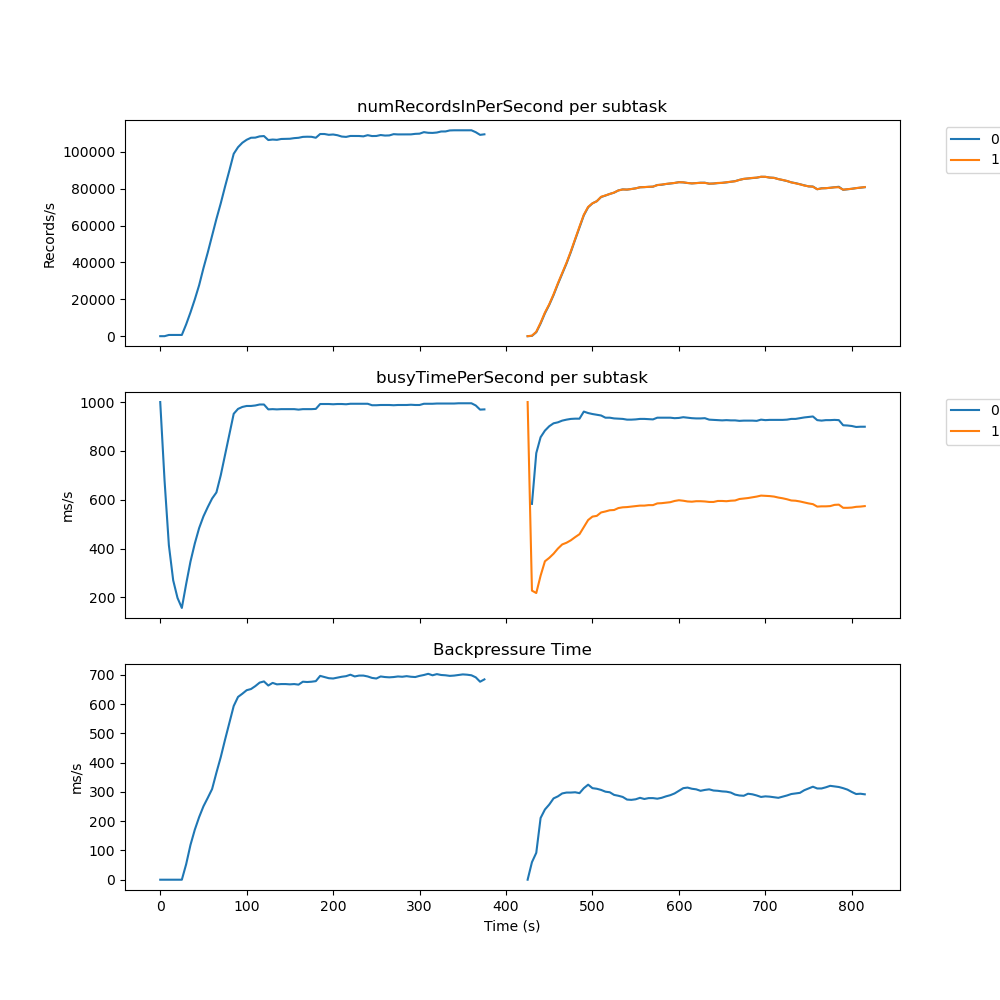 numRecordsInPerSecond per subtask
Records/s
100000
80000
60000
40000
20000
0
0
1
busyTimePerSecond per subtask
ms/s
1000
800
600
400
200
0
1
Backpressure Time
ms/s
700
600
500
400
300
200
100
0
0 100 200 300 400 500 600 700 800
Time (s)